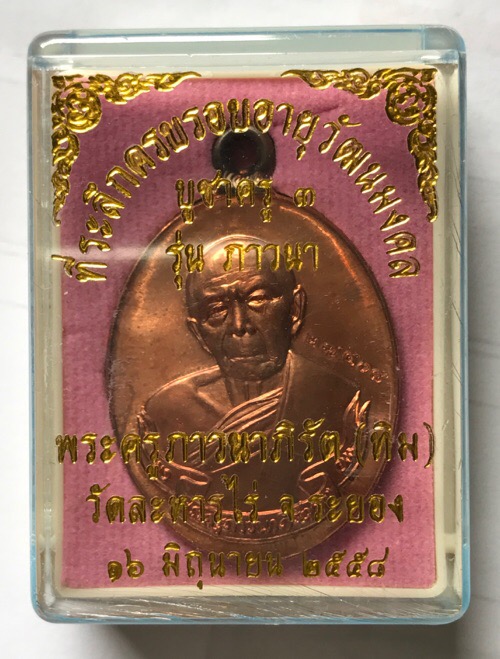 ที่ระลึกครบรอบอายุวัฒนมงคล
บูชาครู ๓
รุ่น ภาวนา
พระครูภาวนาภิรัต (ทิม)
วัดละหารไร่ จ.ระยอง
๑๖ มิถุนายน ๒๕๕๘